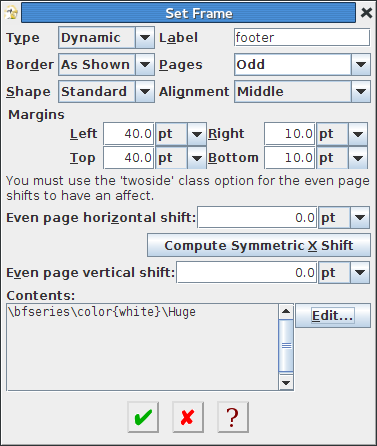 Set Frame
Type Dynamic Label footer
Border As Shown Pages Odd
Shape Standard Alignment Middle
Margins
Left 40.0 pt Right 10.0 pt
Top 40.0 pt Bottom 10.0 pt
You must use the 'twoside' class option for the even page
shifts to have an affect.
Even page horizontal shift: 0.0 pt
Compute Symmetric X Shift
Even page vertical shift: 0.0 pt
Contents:
\bfseries\color{white}\Huge
Edit...
?